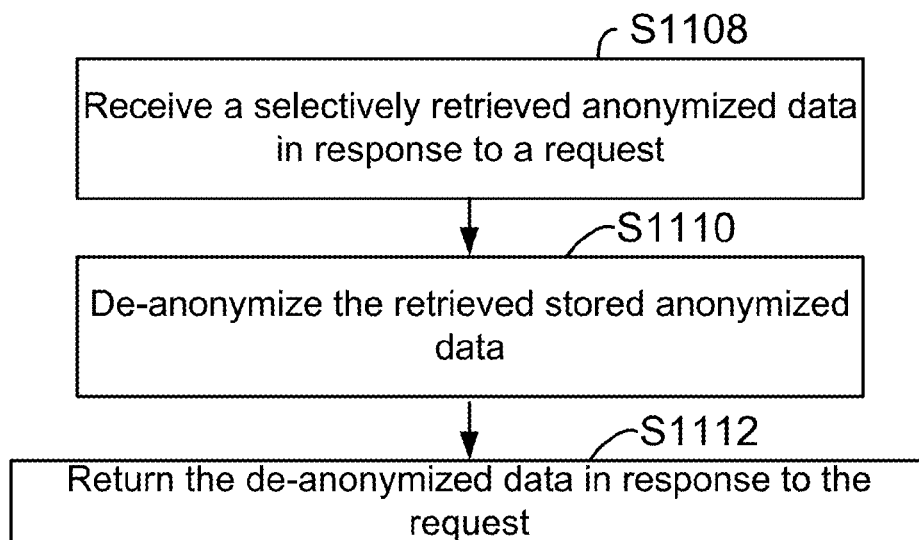 S1108
Receive a selectively retrieved anonymized data
in response to a request
S1110
De-anonymize the retrieved stored anonymized
data
S1112
Return the de-anonymized data in response to the
request